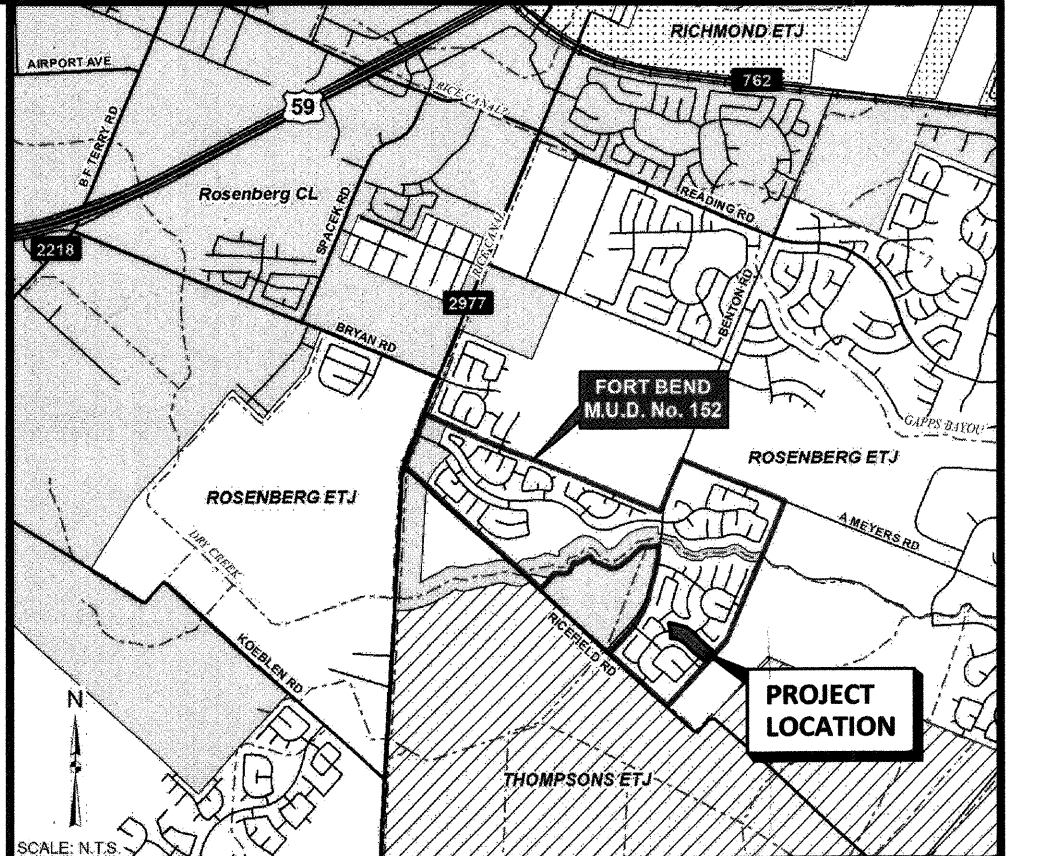 RICHMOND ETJ
AIRPORT AVE
762
RICE CANAL2
59
B F TERRY RD
Rosenberg CL
SPACEK RD
READING RD
2218
RICE CANAL
2977
BENTON RD
BRYAN RD
FORT BEND
M.U.D. No. 152
GAPPS BAYOU
ROSENBERG ETJ
ROSENBERG ETJ
A MEYERS RD
DRY CREEK
RICEFIELD RD
KOEBLEN RD
N
PROJECT
LOCATION
THOMPSONS ETJ
SCALE: N.T.S.